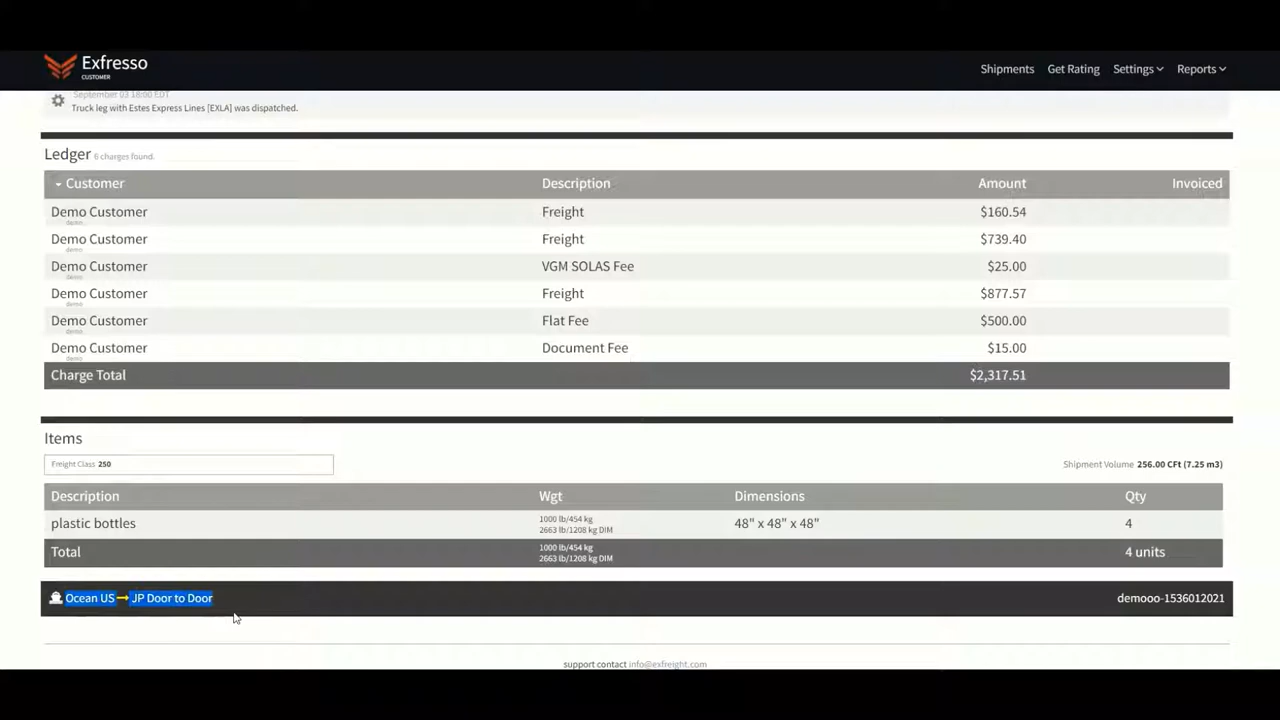 Exfresso
CUSTOMER
Shipments Get Rating Settings Reports
September 03 18:00 EDT
Truck leg with Estes Express Lines [EXLA] was dispatched.
Ledger 6 charges found.
Customer Description Amount Invoiced
Demo Customer Freight $160.54
demo
Demo Customer Freight $739.40
demo
Demo Customer VGM SOLAS Fee $25.00
demo
Demo Customer Freight $877.57
demo
Demo Customer Flat Fee $500.00
demo
Demo Customer Document Fee $15.00
demo
Charge Total $2,317.51
Items
Freight Class 250 Shipment Volume 256.00 CFt (7.25 m3)
Description Wgt Dimensions Qty
plastic bottles 1000 lb/454 kg 48" x 48" x 48" 4
2663 lb/1208 kg DIM
Total 1000 lb/454 kg 4 units
2663 lb/1208 kg DIM
Ocean US → JP Door to Door demooo-1536012021
support contact info@exfreight.com